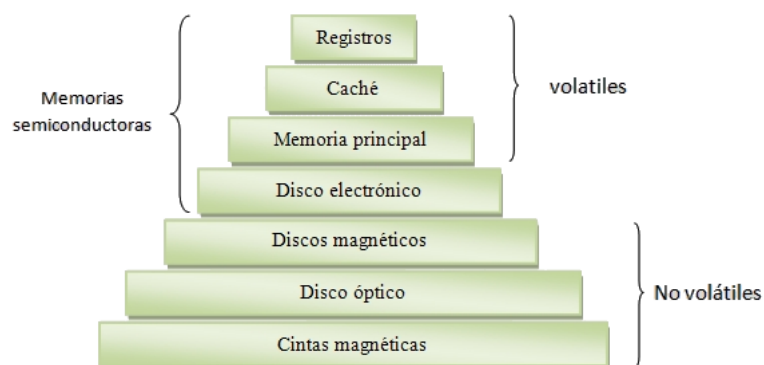 Registros
Caché
volatiles
Memorias
semiconductoras
Memoria principal
Disco electrónico
Discos magnéticos
Disco óptico
No volátiles
Cintas magnéticas